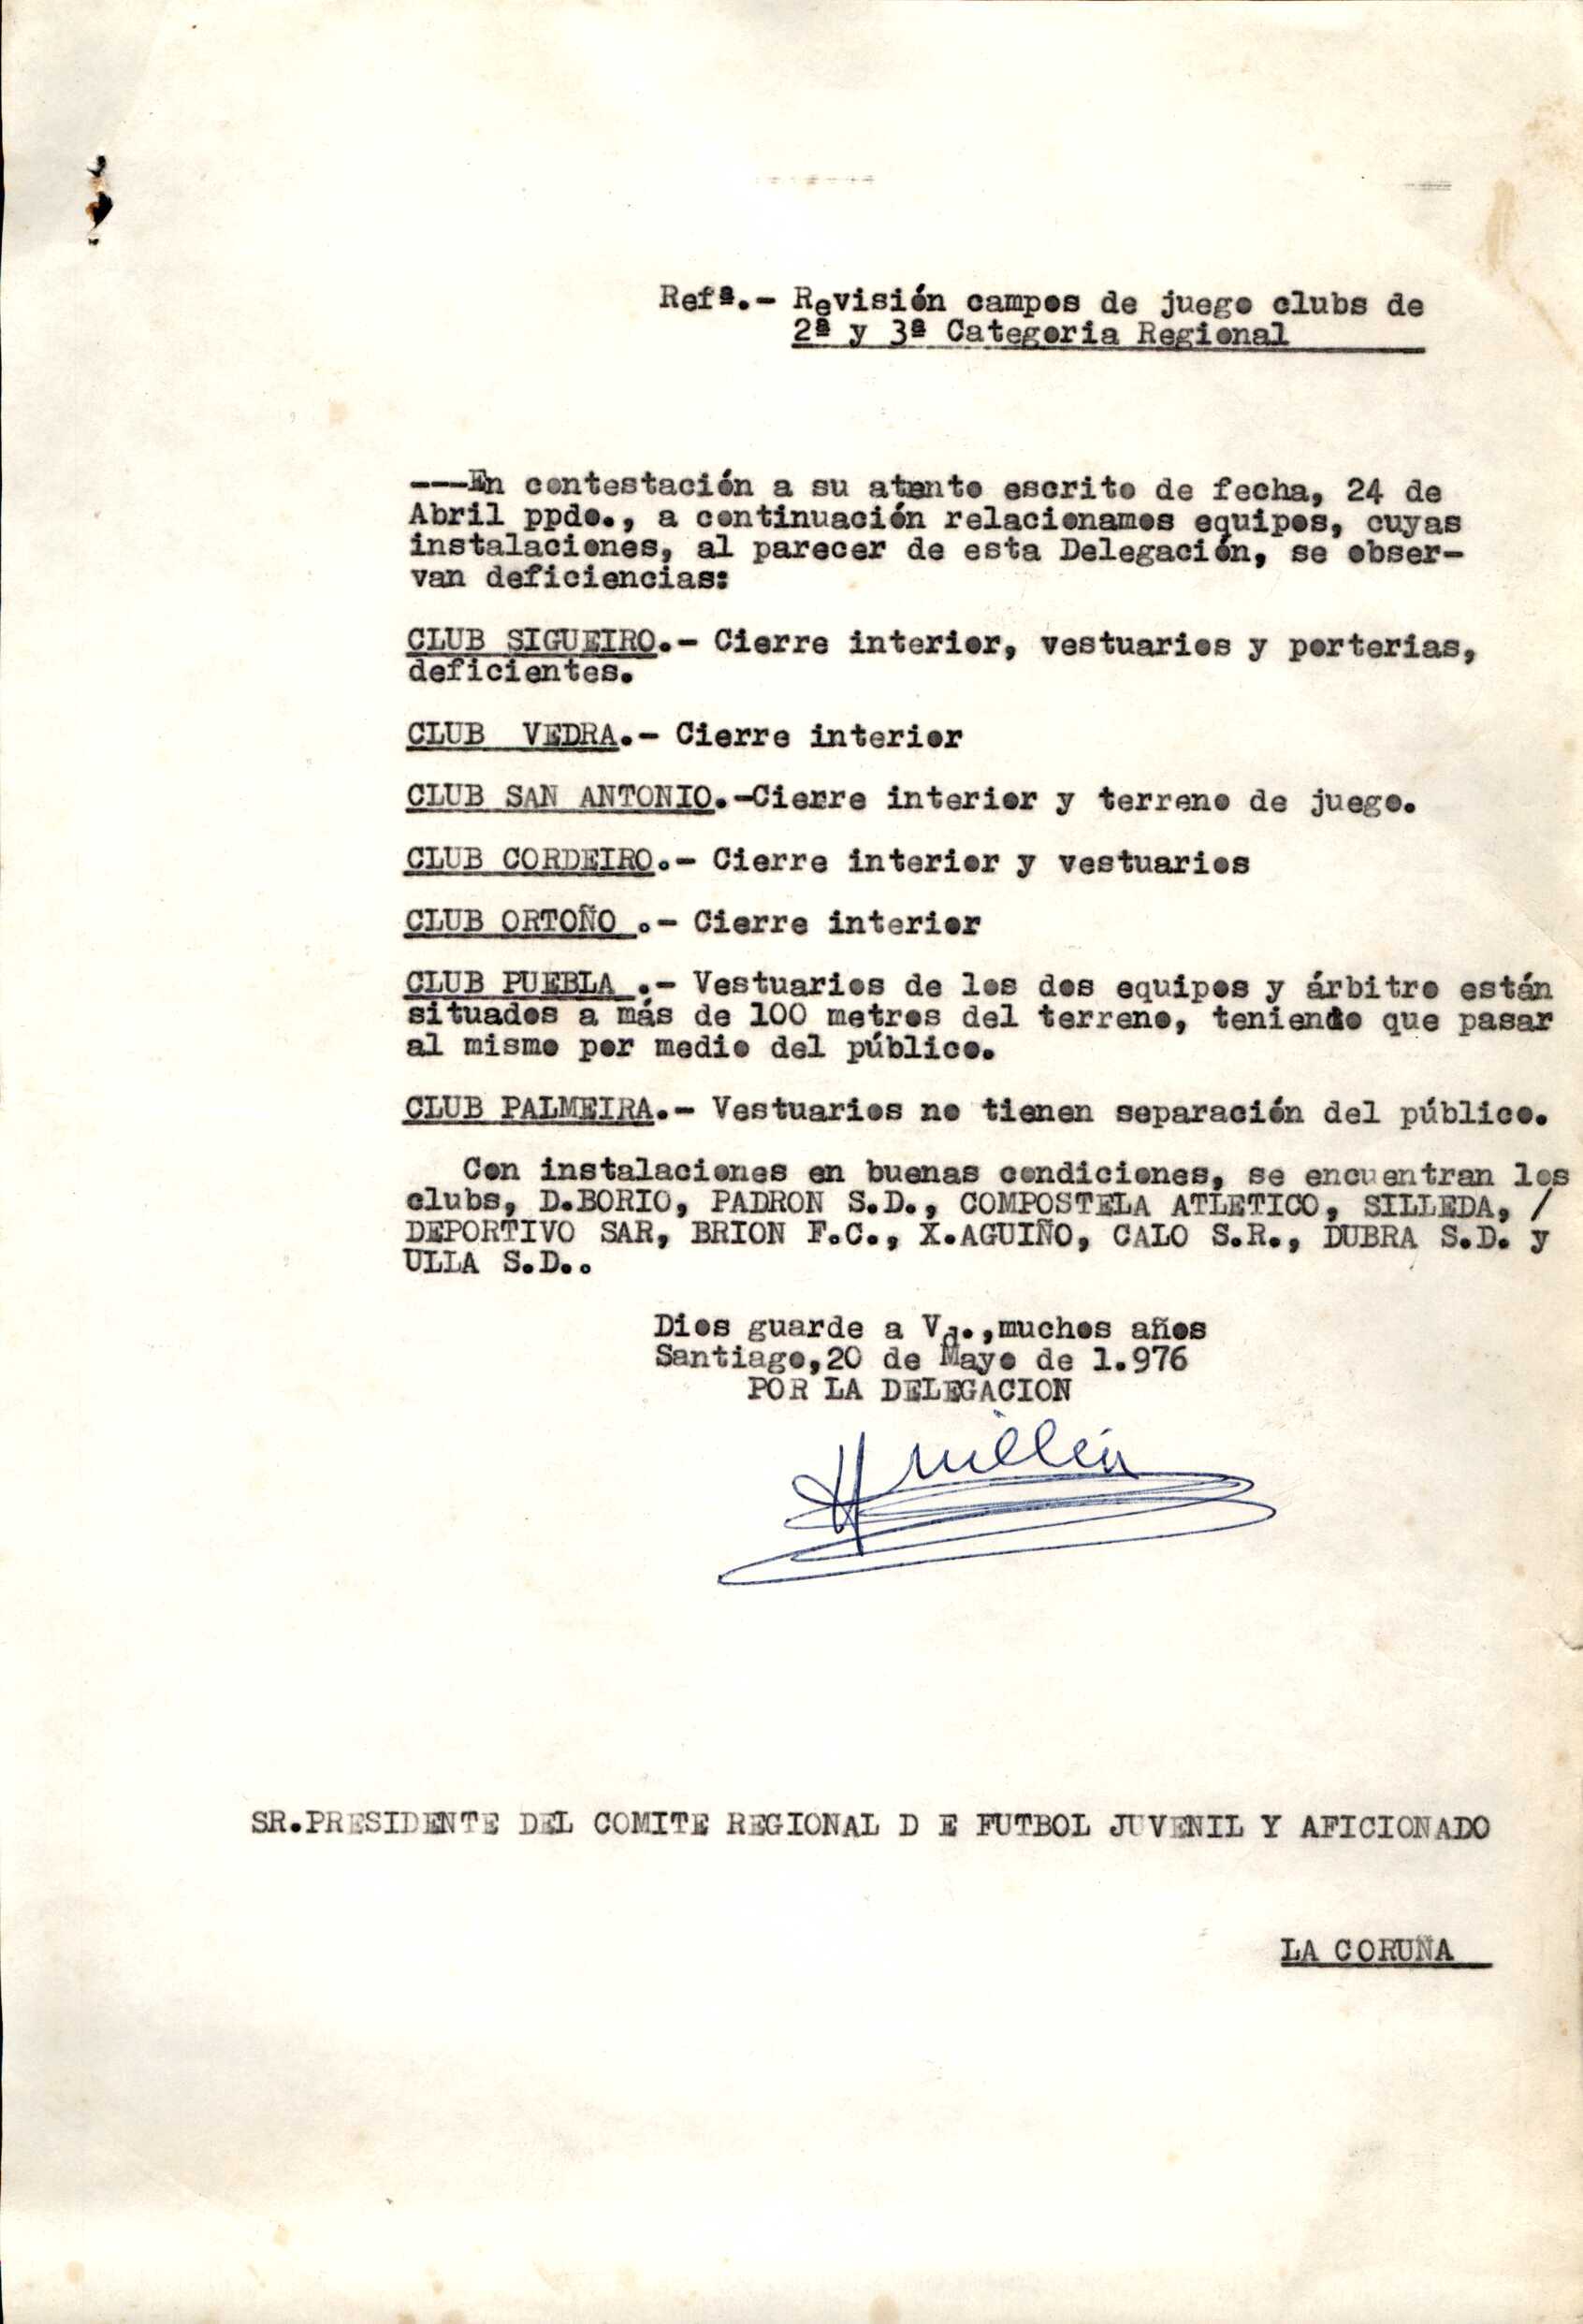 Refª.- Revisión campos de juego clubs de
2ª y 3ª Categoria Regional
---En contestación a su atento escrito de fecha, 24 de
Abril ppdo., a continuación relacionamos equipos, cuyas
instalaciones, al parecer de esta Delegación, se obser-
van deficiencias:
CLUB SIGUEIRO.- Cierre interior, vestuarios y porterias,
deficientes.
CLUB VEDRA.- Cierre interior
CLUB SAN ANTONIO.-Cierre interior y terreno de juego.
CLUB CORDEIRO.- Cierre interior y vestuarios
CLUB ORTOÑO .- Cierre interior
CLUB PUEBLA .- Vestuarios de los dos equipos y árbitro están
situados a más de 100 metros del terreno, teniendo que pasar
al mismo por medio del público.
CLUB PALMEIRA.- Vestuarios no tienen separación del público.
Con instalaciones en buenas condiciones, se encuentran los
clubs, D.BORIO, PADRON S.D., COMPOSTELA ATLETICO, SILLEDA, /
DEPORTIVO SAR, BRION F.C., X.AGUIÑO, CALO S.R., DUBRA S.D. y
ULLA S.D..
Dios guarde a Vd.,muchos años
Santiago,20 de Mayo de 1.976
POR LA DELEGACION
SR.PRESIDENTE DEL COMITE REGIONAL D E FUTBOL JUVENIL Y AFICIONADO
LA CORUÑA